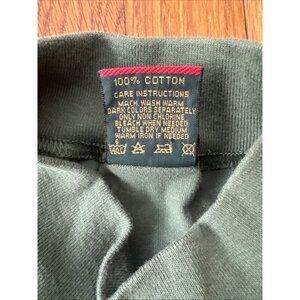 100% COTTON
CARE INSTRUCTIONS
MACH. WASH WARM
DARK COLORS SEPARATELY
ONLY NON CHLORINE
BLEACH WHEN NEEDED
TUMBLE DRY MEDIUM
WARM IRON IF NEEDED